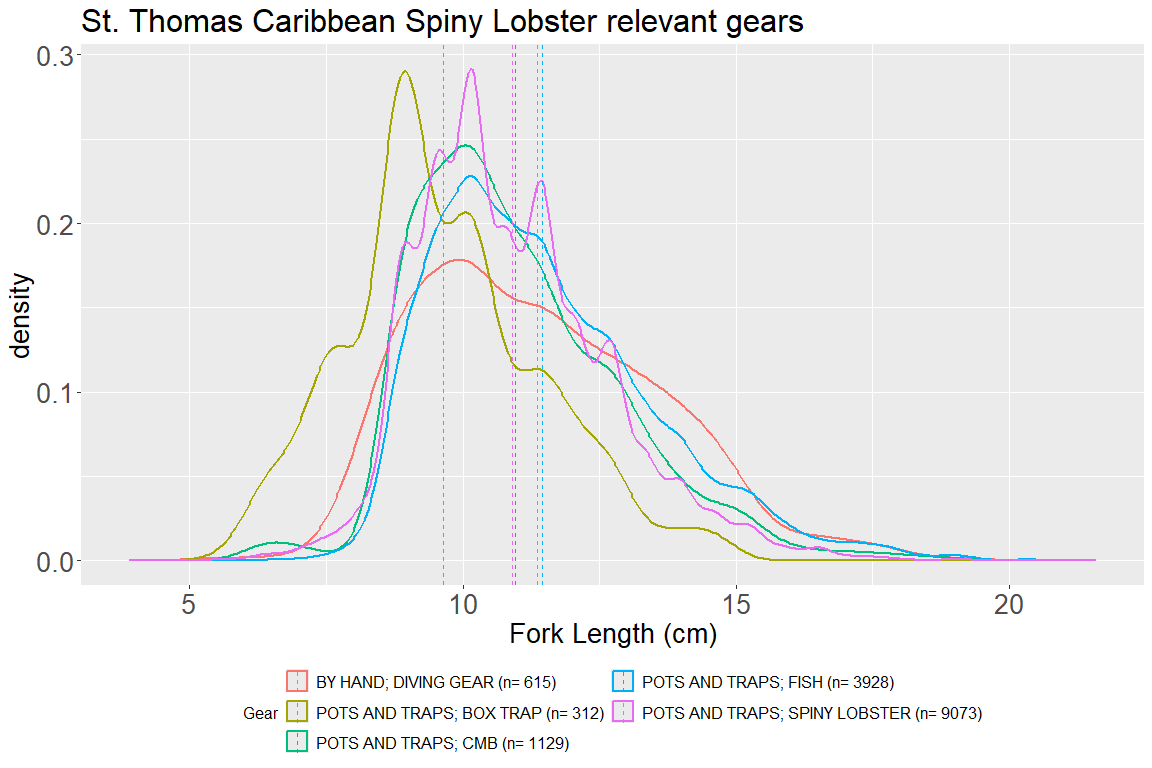 St. Thomas Caribbean Spiny Lobster relevant gears
0.3
0.2
0.1
0.0
density
5 10 15 20
Fork Length (cm)
Gear
BY HAND; DIVING GEAR (n= 615)
POTS AND TRAPS; BOX TRAP (n= 312)
POTS AND TRAPS; CMB (n= 1129)
POTS AND TRAPS; FISH (n= 3928)
POTS AND TRAPS; SPINY LOBSTER (n= 9073)